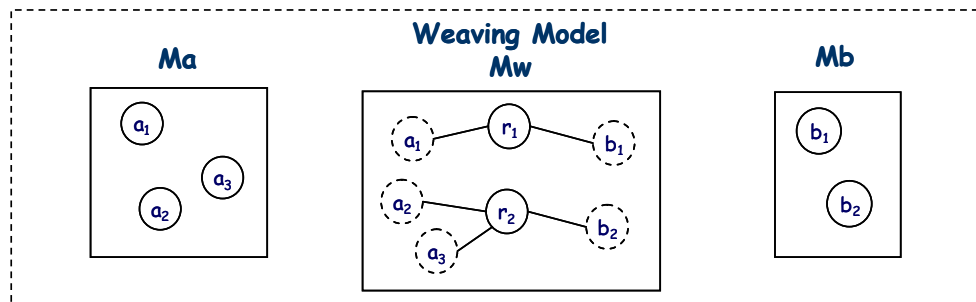 Weaving Model
Ma
Mw
Mb
a₁
a₃
a₂
a₁
r₁
b₁
a₂
r₂
b₂
a₃
b₁
b₂